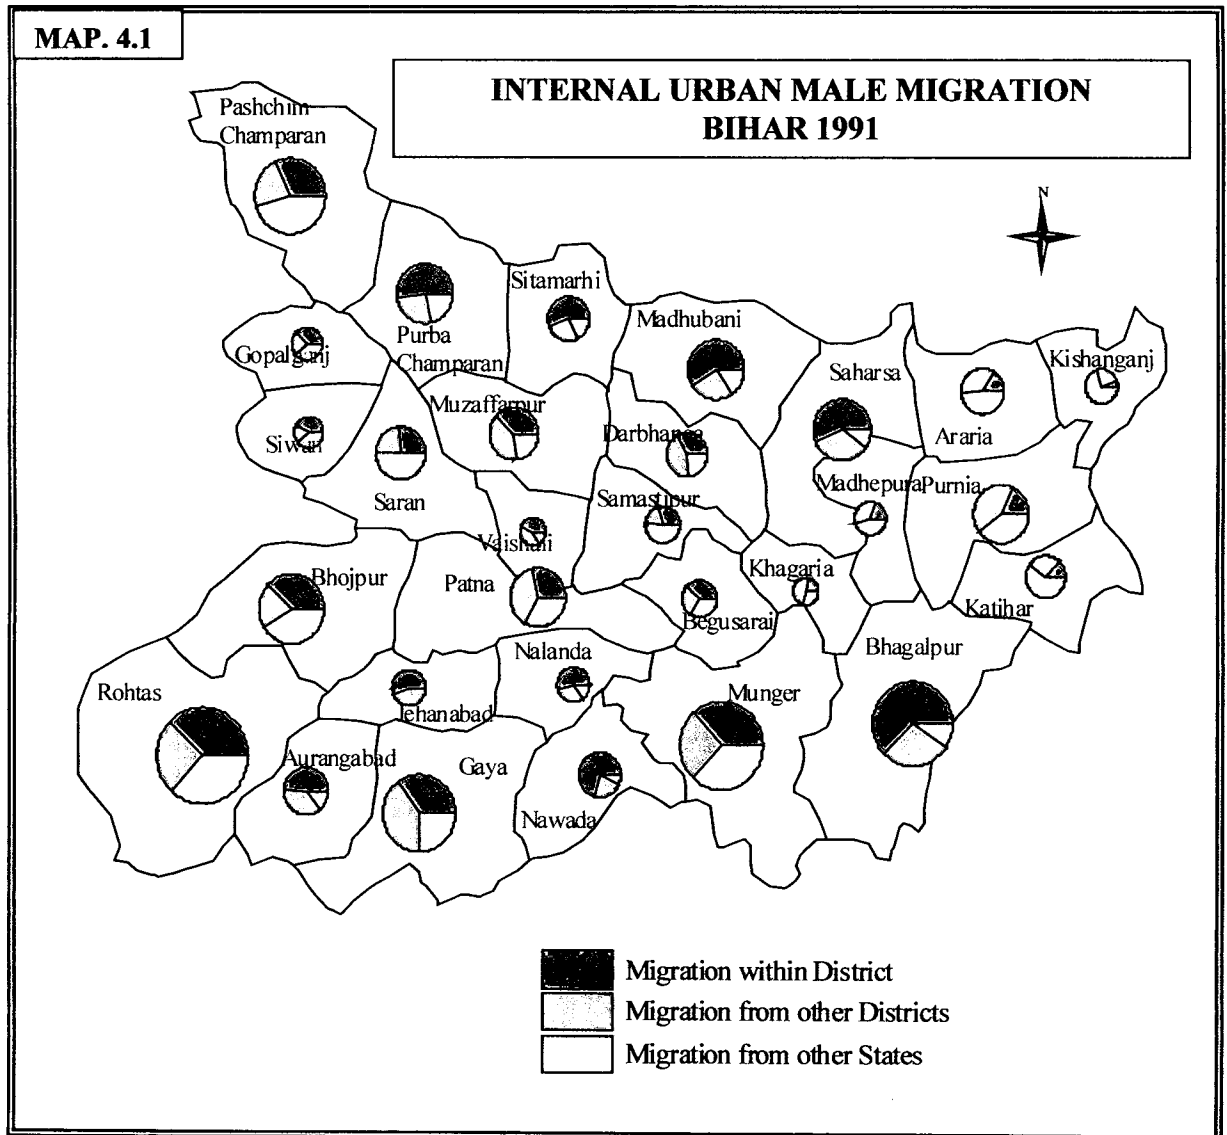 MAP. 4.1
INTERNAL URBAN MALE MIGRATION
BIHAR 1991
N
Pashchim
Champaran
Sitamarhi
Madhubani
Purba
Champaran
Gopalganj
Saharsa
Kishanganj
Araria
Muzaffarpur
Darbhanga
Siwan
Saran
Samastipur
Madhepura
Purnia
Vaishali
Khagaria
Katihar
Bhojpur
Patna
Begusarai
Bhagalpur
Nalanda
Munger
Rohtas
Jehanabad
Aurangabad
Gaya
Nawada
Migration within District
Migration from other Districts
Migration from other States